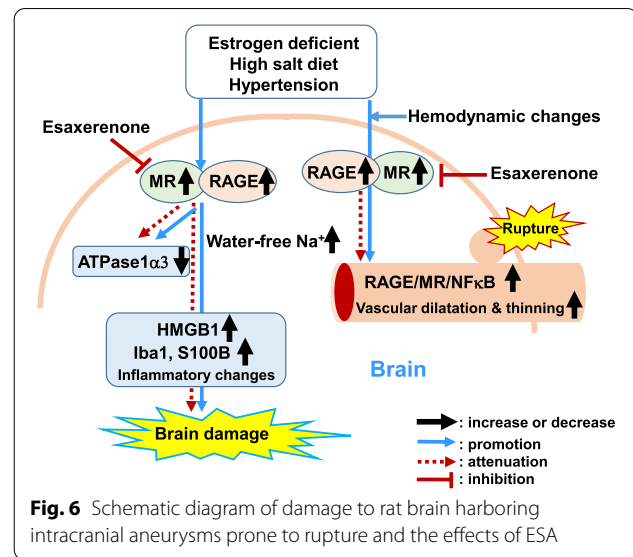 Estrogen deficient
High salt diet
Hypertension
Hemodynamic changes
Esaxerenone
MR RAGE
RAGE MR
Esaxerenone
Rupture
Water-free Na+
ATPase1α3
RAGE/MR/NFκB
Vascular dilatation & thinning
HMGB1
Iba1, S100B
Inflammatory changes
Brain
Brain damage
: increase or decrease
: promotion
: attenuation
: inhibition
Fig. 6 Schematic diagram of damage to rat brain harboring
intracranial aneurysms prone to rupture and the effects of ESA